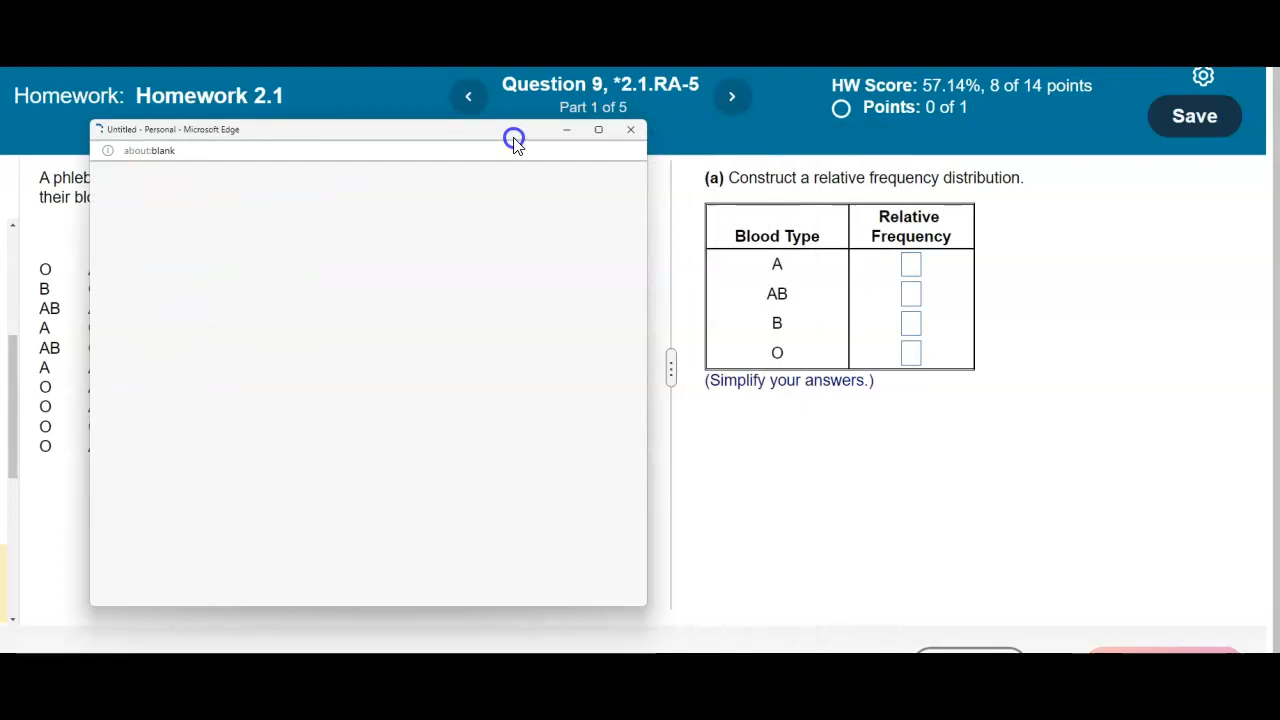 Homework: Homework 2.1
Question 9, *2.1.RA-5
Part 1 of 5
HW Score: 57.14%, 8 of 14 points
Points: 0 of 1
Save
Untitled - Personal - Microsoft Edge
about:blank
A
their
O
B
AB
A
AB
A
O
O
O
O
(a) Construct a relative frequency distribution.
Blood Type
Relative
Frequency
A
AB
B
O
(Simplify your answers.)